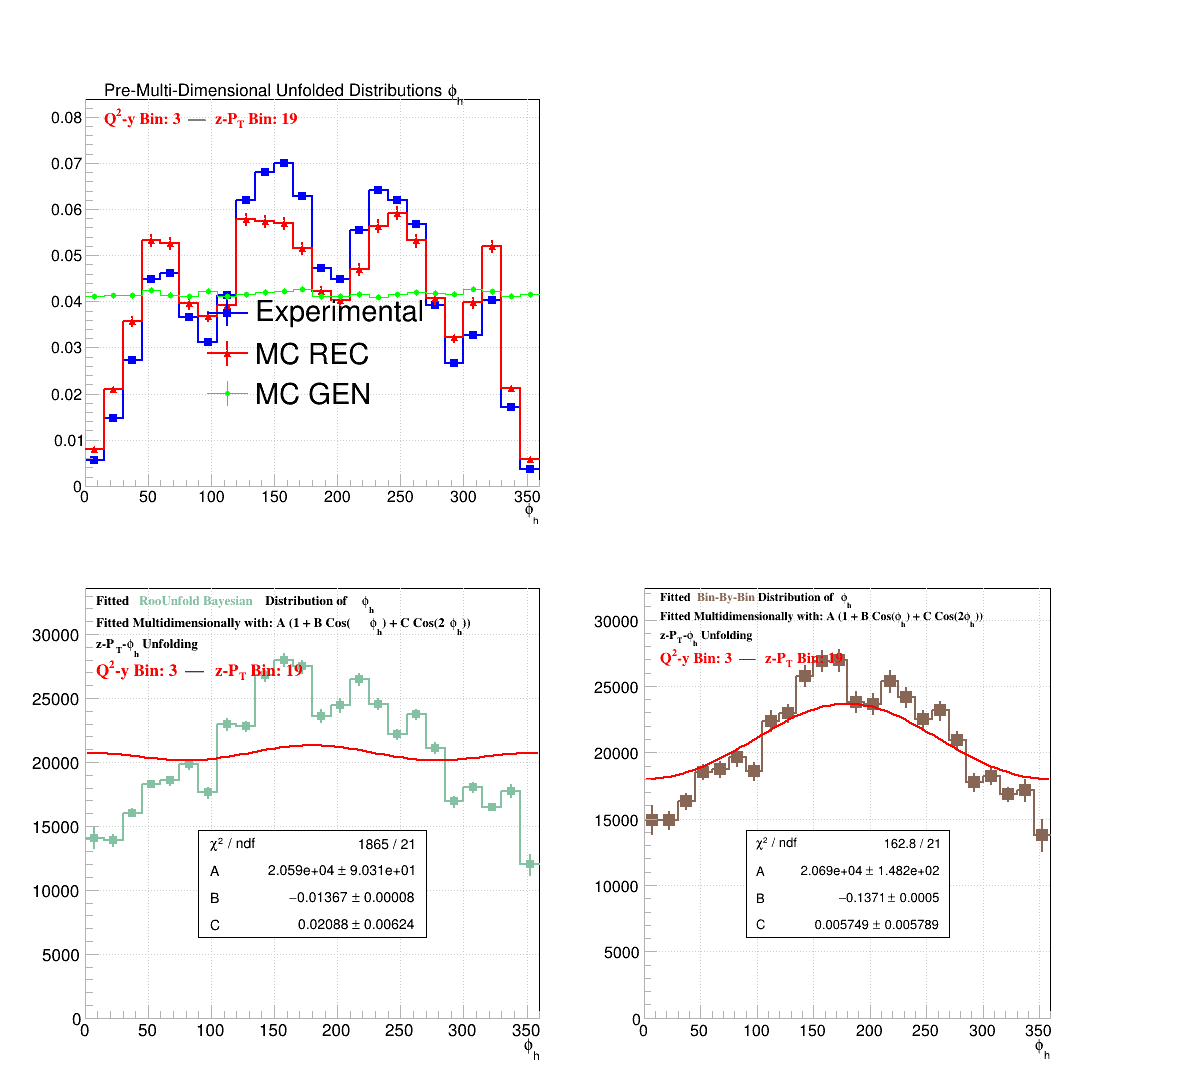 Pre-Multi-Dimensional Unfolded Distributions ϕh
Q²-y Bin: 3 — z-PT Bin: 19
0.08
0.07
0.06
0.05
0.04
0.03
0.02
0.01
0
Experimental
MC REC
MC GEN
0 50 100 150 200 250 300 350
ϕh
Fitted RooUnfold Bayesian Distribution of ϕh
Fitted Multidimensionally with: A (1 + B Cos( ϕh) + C Cos(2 ϕh))
z-PT-ϕh Unfolding
Q²-y Bin: 3 — z-PT Bin: 19
30000
25000
20000
15000
10000
5000
0
χ² / ndf 1865 / 21
A 2.059e+04 ± 9.031e+01
B −0.01367 ± 0.00008
C 0.02088 ± 0.00624
0 50 100 150 200 250 300 350
ϕh
Fitted Bin-By-Bin Distribution of ϕh
Fitted Multidimensionally with: A (1 + B Cos(ϕh) + C Cos(2ϕh))
z-PT-ϕh Unfolding
Q²-y Bin: 3 — z-PT Bin: 19
30000
25000
20000
15000
10000
5000
0
χ² / ndf 162.8 / 21
A 2.069e+04 ± 1.482e+02
B −0.1371 ± 0.0005
C 0.005749 ± 0.005789
0 50 100 150 200 250 300 350
ϕh